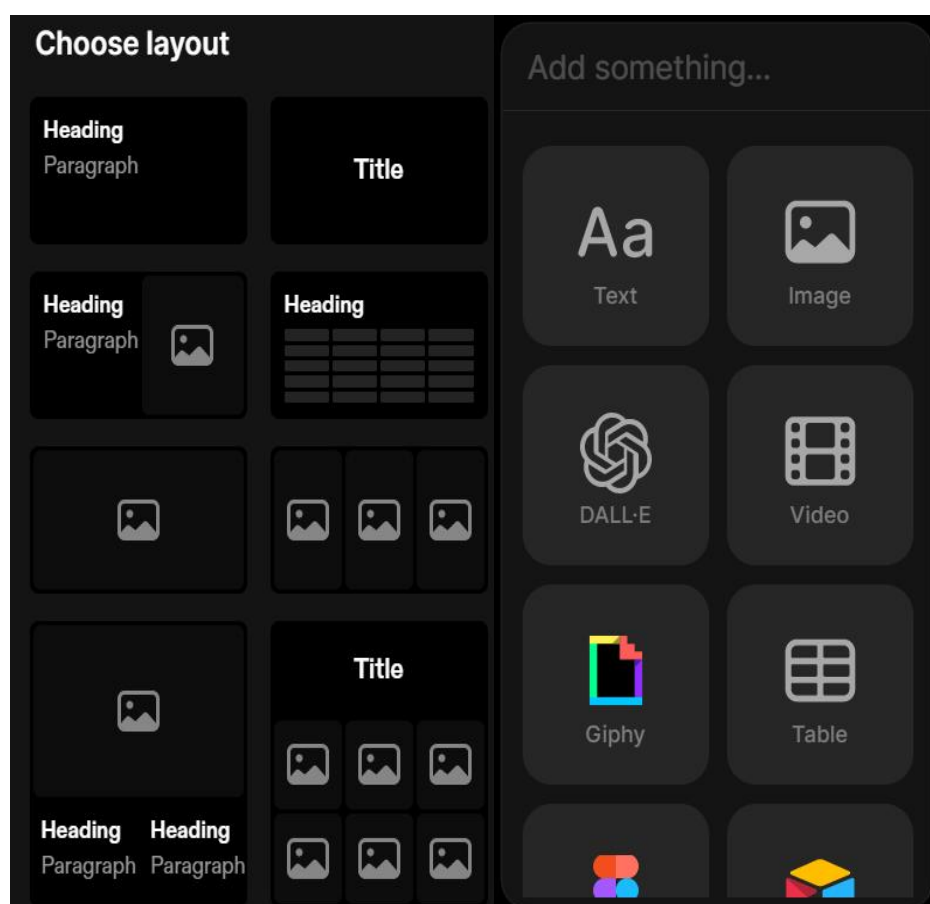 Choose layout
Heading
Paragraph
Title
Heading
Paragraph
Heading
Title
Heading Heading
Paragraph Paragraph
Add something...
Aa
Text
Image
DALL·E
Video
Giphy
Table